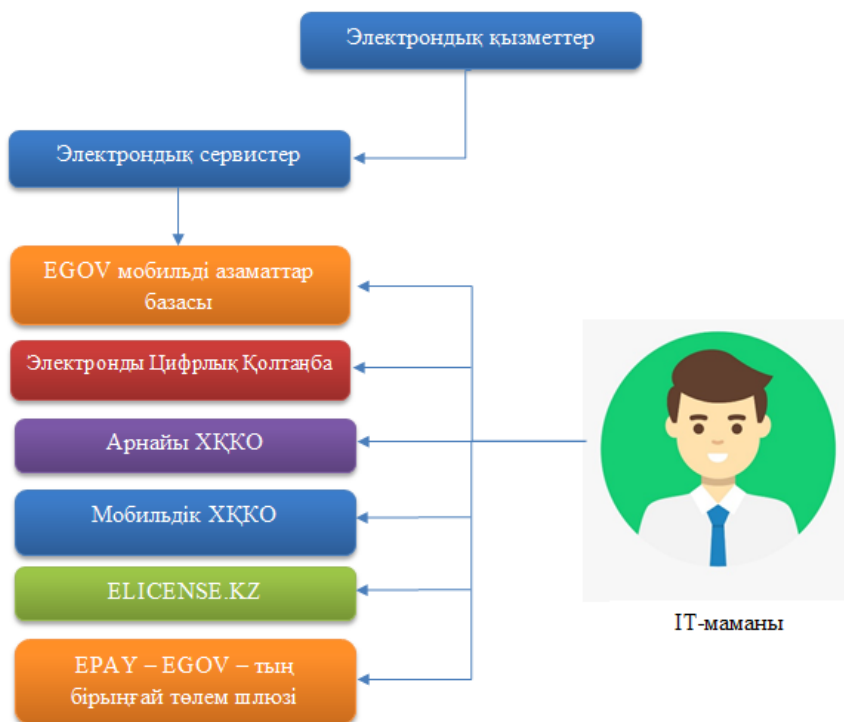 Электрондық қызметтер
Электрондық сервистер
EGOV мобильді азаматтар
базасы
Электронды Цифрлық Қолтаңба
Арнайы ХҚКО
Мобильдік ХҚКО
ELICENSE.KZ
EPAY – EGOV – тың
бірыңғай төлем шлюзі
IT-маманы